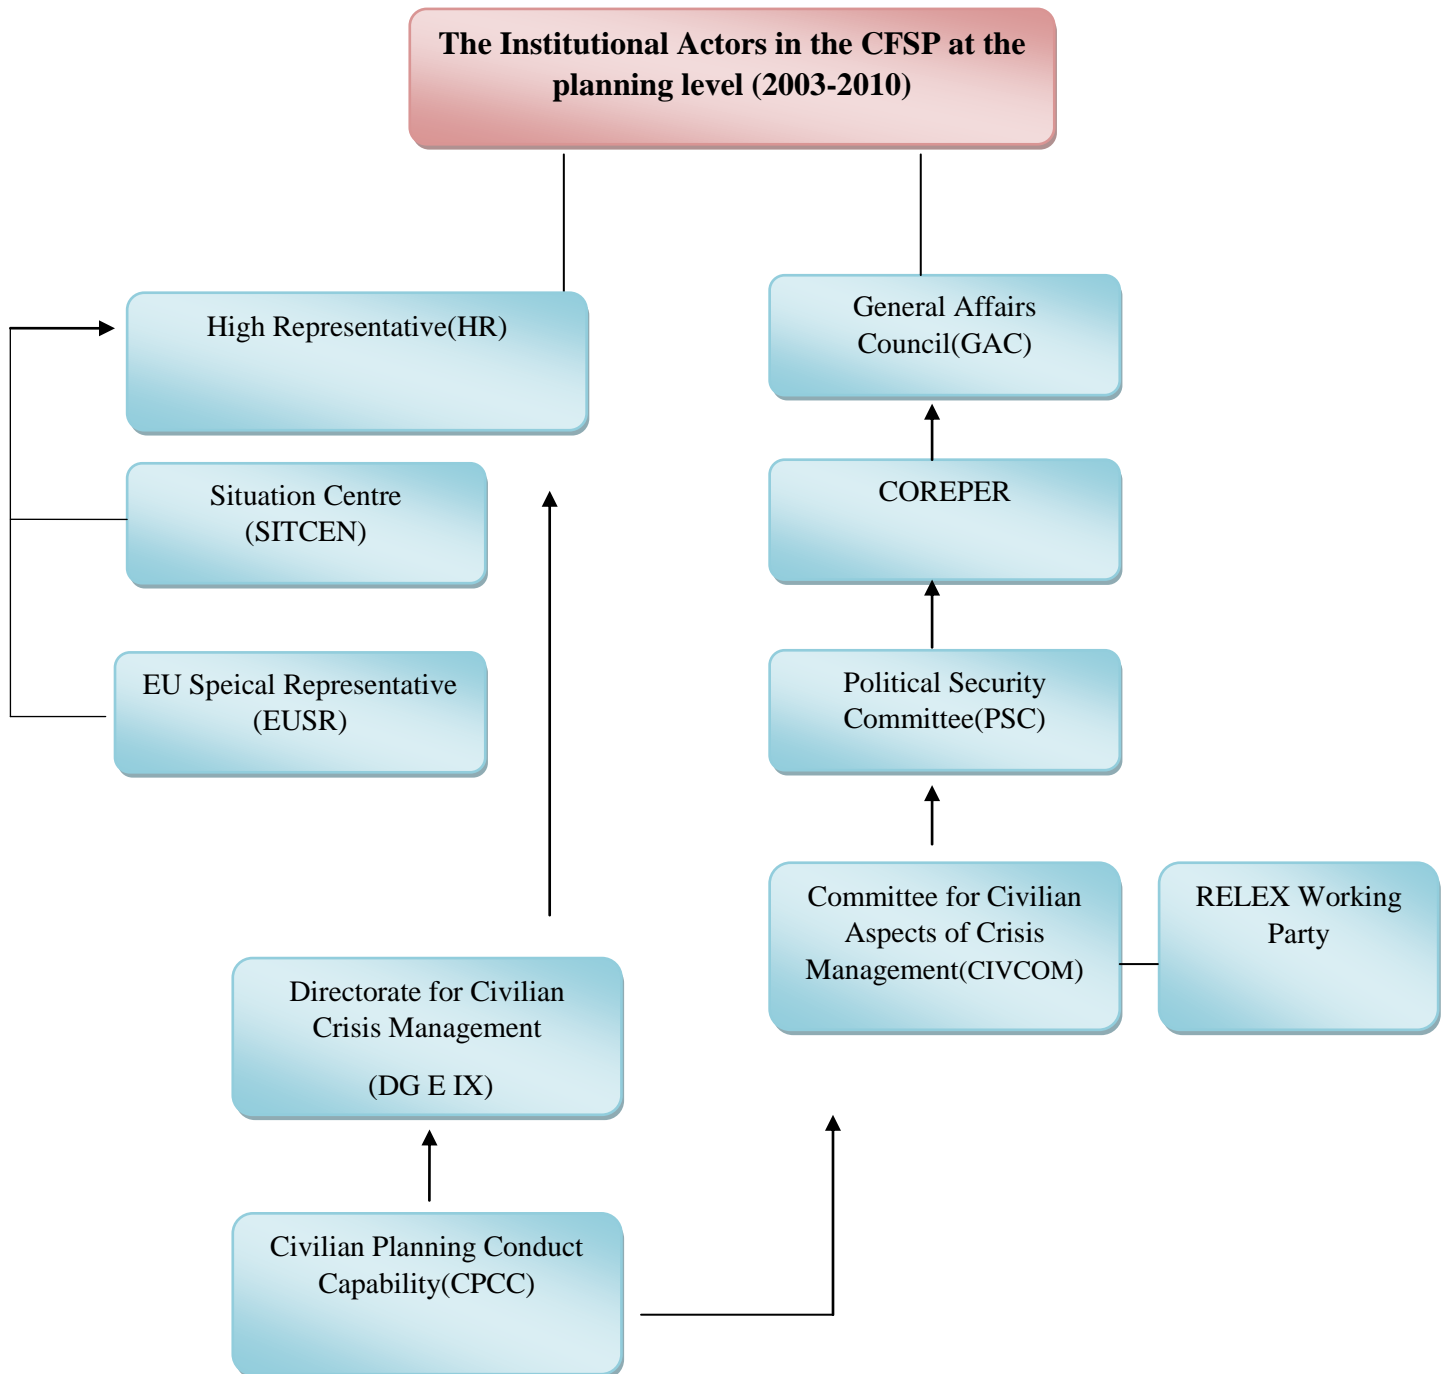 The Institutional Actors in the CFSP at the
planning level (2003-2010)
High Representative(HR)
General Affairs
Council(GAC)
Situation Centre
(SITCEN)
COREPER
EU Speical Representative
(EUSR)
Political Security
Committee(PSC)
Committee for Civilian
Aspects of Crisis
Management(CIVCOM)
RELEX Working
Party
Directorate for Civilian
Crisis Management
(DG E IX)
Civilian Planning Conduct
Capability(CPCC)